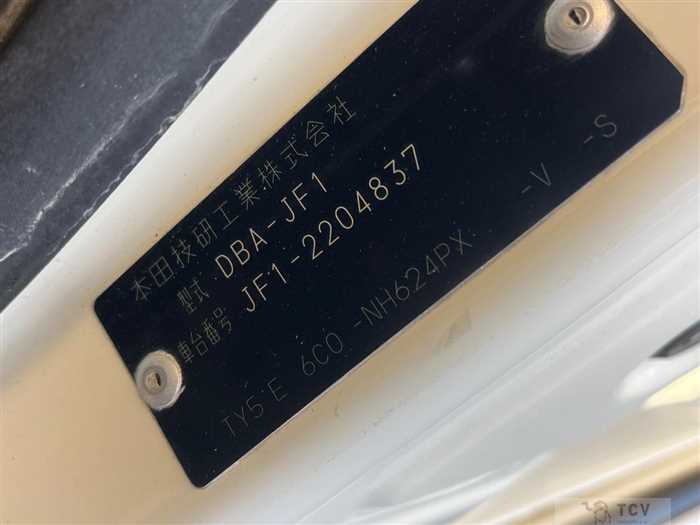 本田技研工業株式会社
型式 DBA-JF1
車台番号 JF1-2204837
TY5 E 6C0 -NH624PX -V -S
TCV